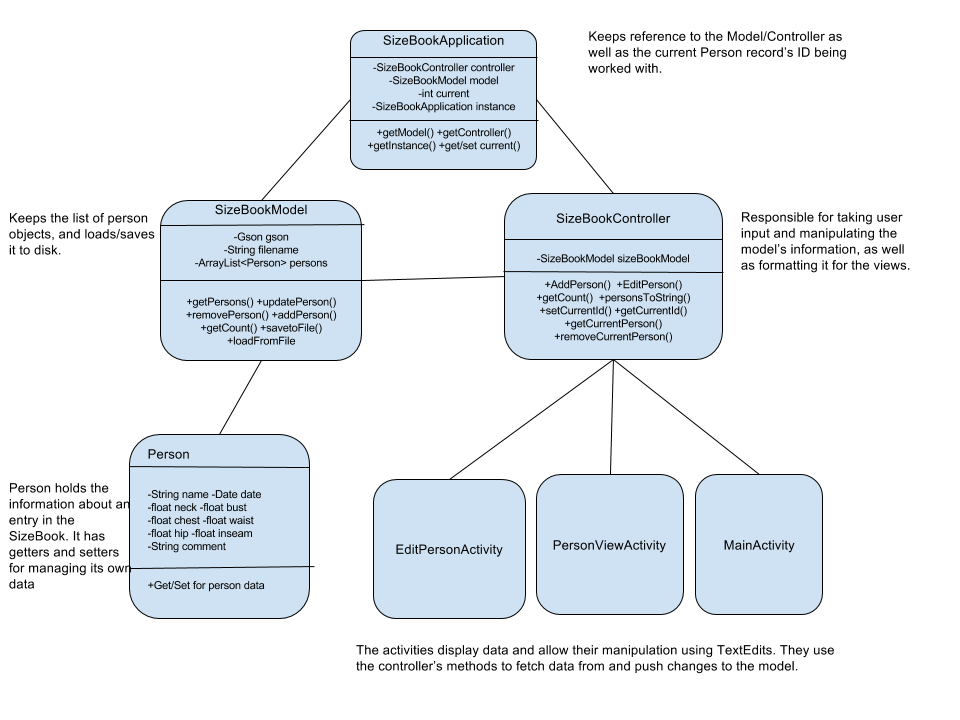 SizeBookApplication
-SizeBookController controller
-SizeBookModel model
-int current
-SizeBookApplication instance
+getModel() +getController()
+getInstance() +get/set current()
Keeps reference to the Model/Controller as
well as the current Person record's ID being
worked with.
Keeps the list of person
objects, and loads/saves
it to disk.
SizeBookModel
-Gson gson
-String filename
-ArrayList<Person> persons
+getPersons() +updatePerson()
+removePerson() +addPerson()
+getCount() +savetoFile()
+loadFromFile
SizeBookController
-SizeBookModel sizeBookModel
+AddPerson() +EditPerson()
+getCount() +personsToString()
+setCurrentId() +getCurrentId()
+getCurrentPerson()
+removeCurrentPerson()
Responsible for taking user
input and manipulating the
model's information, as well
as formatting it for the views.
Person holds the
information about an
entry in the
SizeBook. It has
getters and setters
for managing its own
data
Person
-String name -Date date
-float neck -float bust
-float chest -float waist
-float hip -float inseam
-String comment
+Get/Set for person data
EditPersonActivity
PersonViewActivity
MainActivity
The activities display data and allow their manipulation using TextEdits. They use
the controller's methods to fetch data from and push changes to the model.